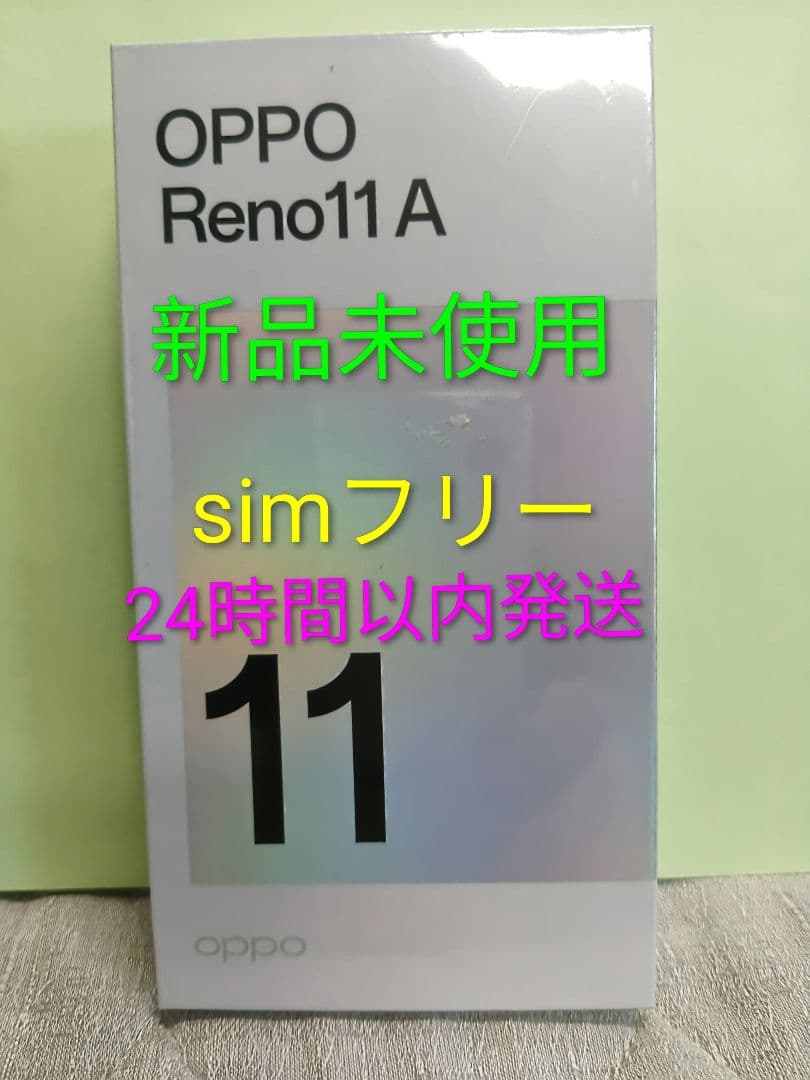 OPPO
Reno11 A
新品未使用
simフリー
24時間以内発送
11
oppo